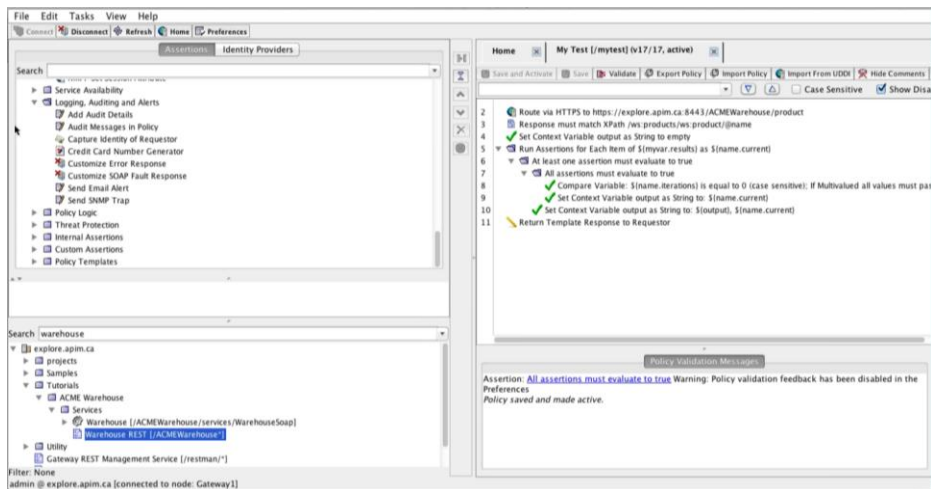 File Edit Tasks View Help
Connect Disconnect Refresh Home Preferences
Assertions Identity Providers
Search
Service Availability
Logging, Auditing and Alerts
Add Audit Details
Audit Messages in Policy
Capture Identity of Requestor
Credit Card Number Generator
Customize Error Response
Customize SOAP Fault Response
Send Email Alert
Send SNMP Trap
Policy Logic
Threat Protection
Internal Assertions
Custom Assertions
Policy Templates
Search warehouse
explore.apim.ca
projects
Samples
Tutorials
ACME Warehouse
Services
Warehouse [/ACMEWarehouse/services/WarehouseSoap]
Warehouse REST [/ACMEWarehouse*]
Utility
Gateway REST Management Service [/restman/*]
Filter: None
admin @ explore.apim.ca [connected to node: Gateway1]
Home My Test [/mytest] (v17/17, active)
Save and Activate Save Validate Export Policy Import Policy Import From UDDI Hide Comments
Case Sensitive Show Disa
2 Route via HTTPS to https://explore.apim.ca:8443/ACMEWarehouse/product
3 Response must match XPath /ws:products/ws:product/@name
4 Set Context Variable output as String to empty
5 Run Assertions for Each Item of ${myvar.results} as ${name.current}
6 At least one assertion must evaluate to true
7 All assertions must evaluate to true
8 Compare Variable: ${name.iterations} is equal to 0 (case sensitive); If Multivalued all values must pas
9 Set Context Variable output as String to: ${name.current}
10 Set Context Variable output as String to: ${output}, ${name.current}
11 Return Template Response to Requestor
Policy Validation Messages
Assertion: All assertions must evaluate to true Warning: Policy validation feedback has been disabled in the
Preferences
Policy saved and made active.